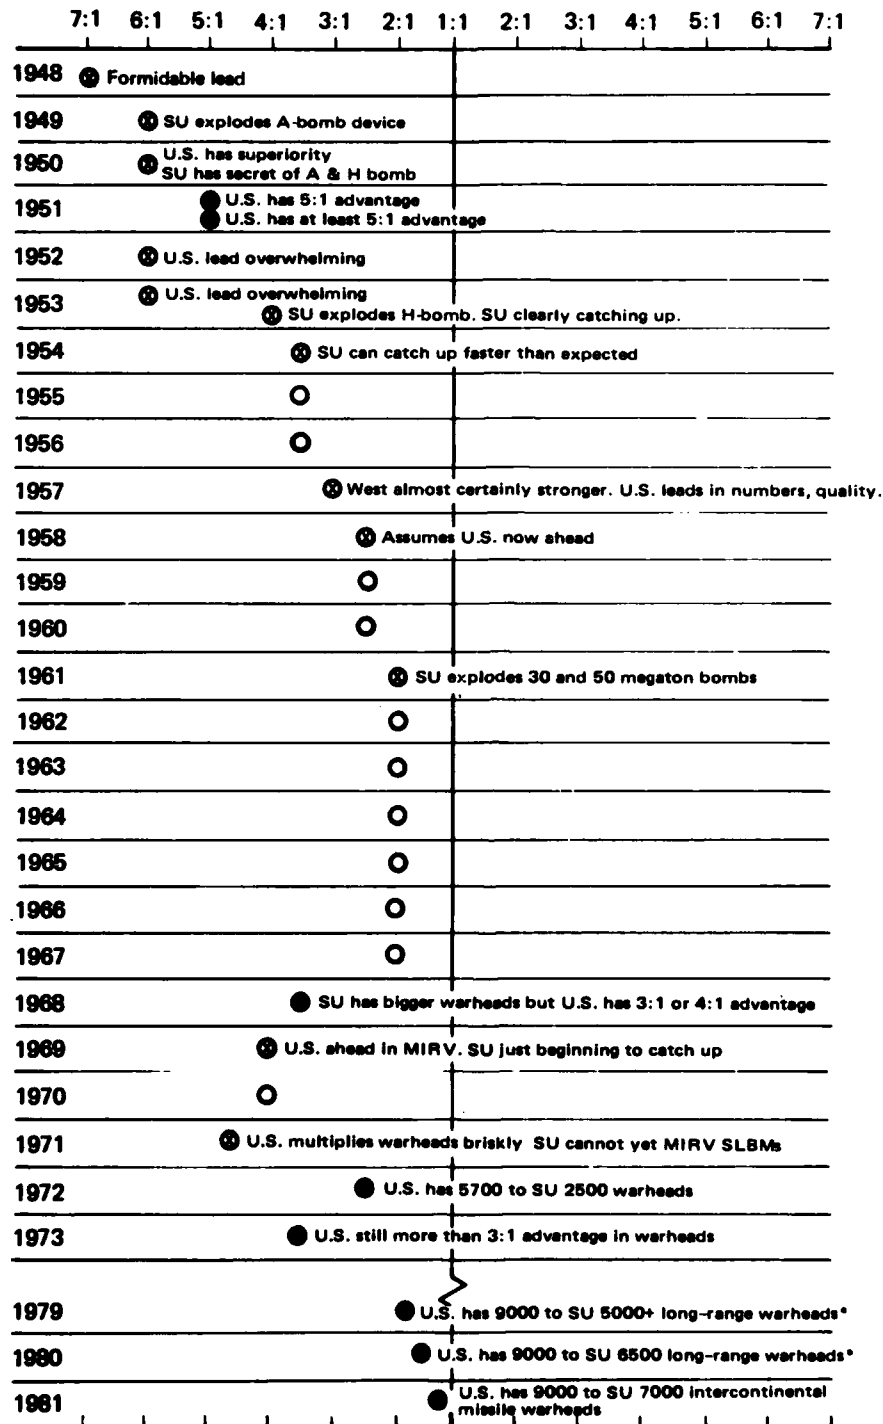 7:1 6:1 5:1 4:1 3:1 2:1 1:1 2:1 3:1 4:1 5:1 6:1 7:1
1948 Formidable lead
1949 SU explodes A-bomb device
1950 U.S. has superiority
SU has secret of A & H bomb
1951 U.S. has 5:1 advantage
U.S. has at least 5:1 advantage
1952 U.S. lead overwhelming
1953 U.S. lead overwhelming
SU explodes H-bomb. SU clearly catching up.
1954 SU can catch up faster than expected
1955
1956
1957 West almost certainly stronger. U.S. leads in numbers, quality.
1958 Assumes U.S. now ahead
1959
1960
1961 SU explodes 30 and 50 megaton bombs
1962
1963
1964
1965
1966
1967
1968 SU has bigger warheads but U.S. has 3:1 or 4:1 advantage
1969 U.S. ahead in MIRV. SU just beginning to catch up
1970
1971 U.S. multiplies warheads briskly SU cannot yet MIRV SLBMs
1972 U.S. has 5700 to SU 2500 warheads
1973 U.S. still more than 3:1 advantage in warheads
1979 U.S. has 9000 to SU 5000+ long-range warheads*
1980 U.S. has 9000 to SU 6500 long-range warheads*
1981 U.S. has 9000 to SU 7000 intercontinental
missile warheads